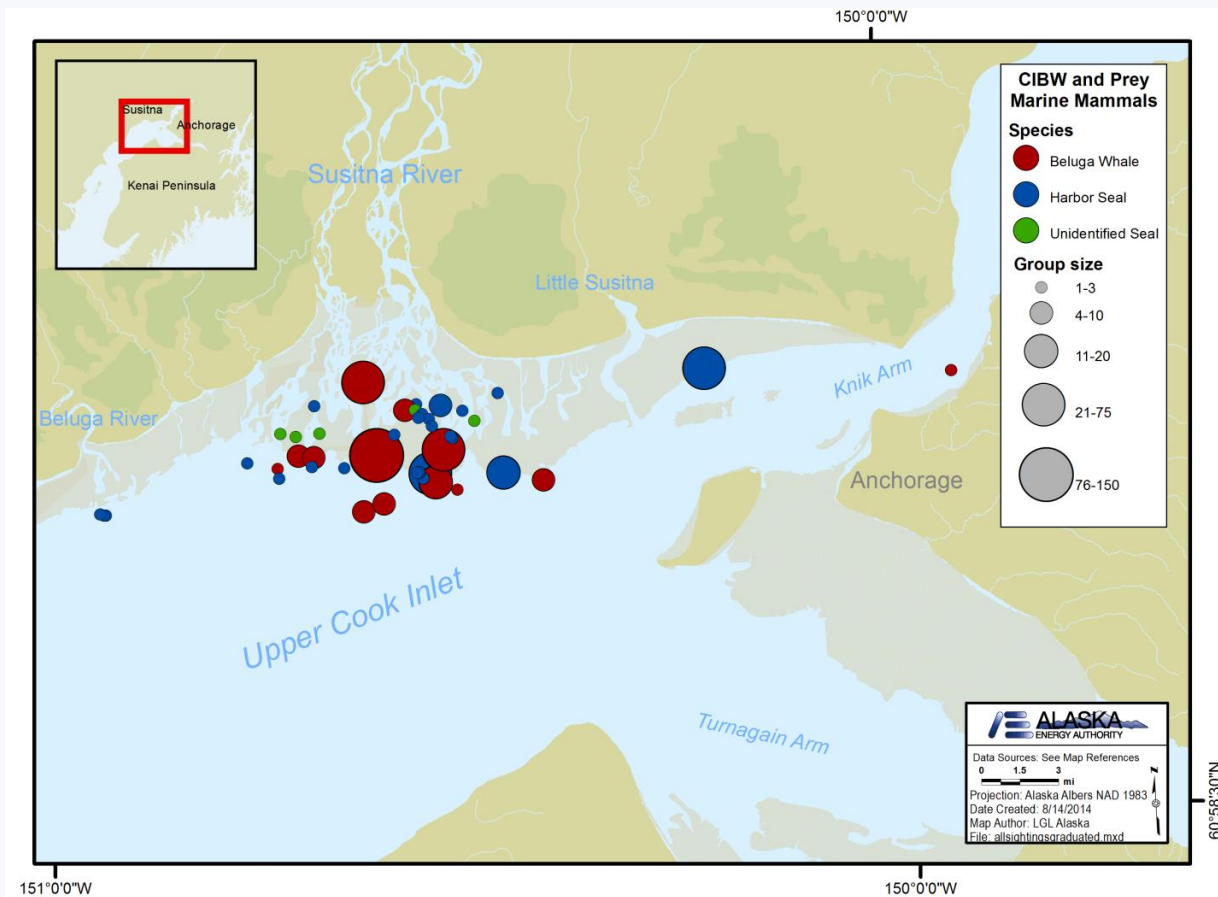 150°0'0"W
Susitna
Anchorage
Kenai Peninsula
CIBW and Prey
Marine Mammals
Species
Beluga Whale
Harbor Seal
Unidentified Seal
Group size
1-3
4-10
11-20
21-75
76-150
Susitna River
Little Susitna
Knik Arm
Beluga River
Anchorage
Upper Cook Inlet
Turnagain Arm
ALASKA
ENERGY AUTHORITY
Data Sources: See Map References
0 1.5 3
mi
N
Projection: Alaska Albers NAD 1983
Date Created: 8/14/2014
Map Author: LGL Alaska
File: allsightingsgraduated.mxd
60°58'30"N
151°0'0"W
150°0'0"W